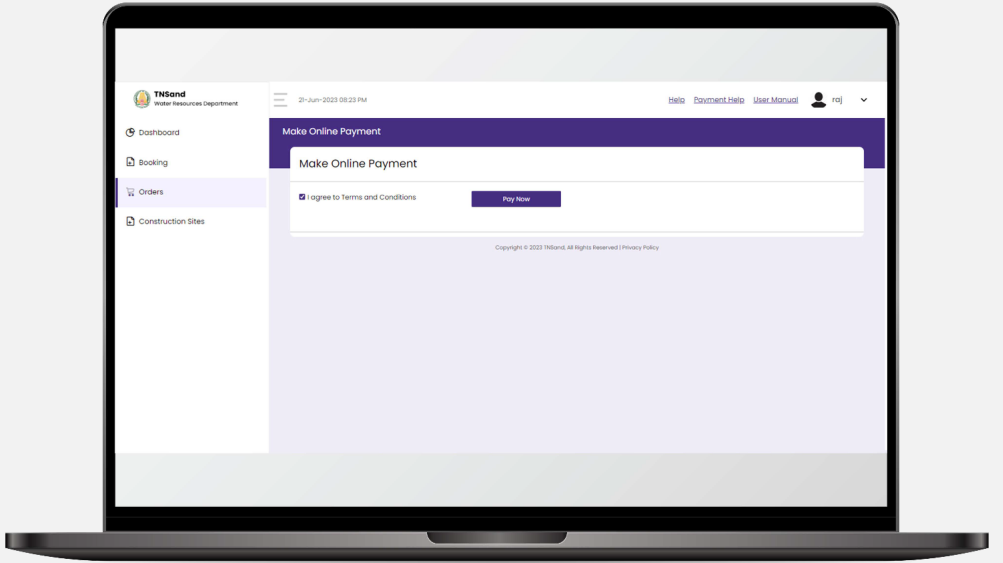 TNSand
Water Resources Department
21-Jun-2023 08:23 PM
Help Payment Help User Manual raj
Dashboard
Booking
Orders
Construction Sites
Make Online Payment
Make Online Payment
I agree to Terms and Conditions Pay Now
Copyright © 2023 TNSand, All Rights Reserved | Privacy Policy